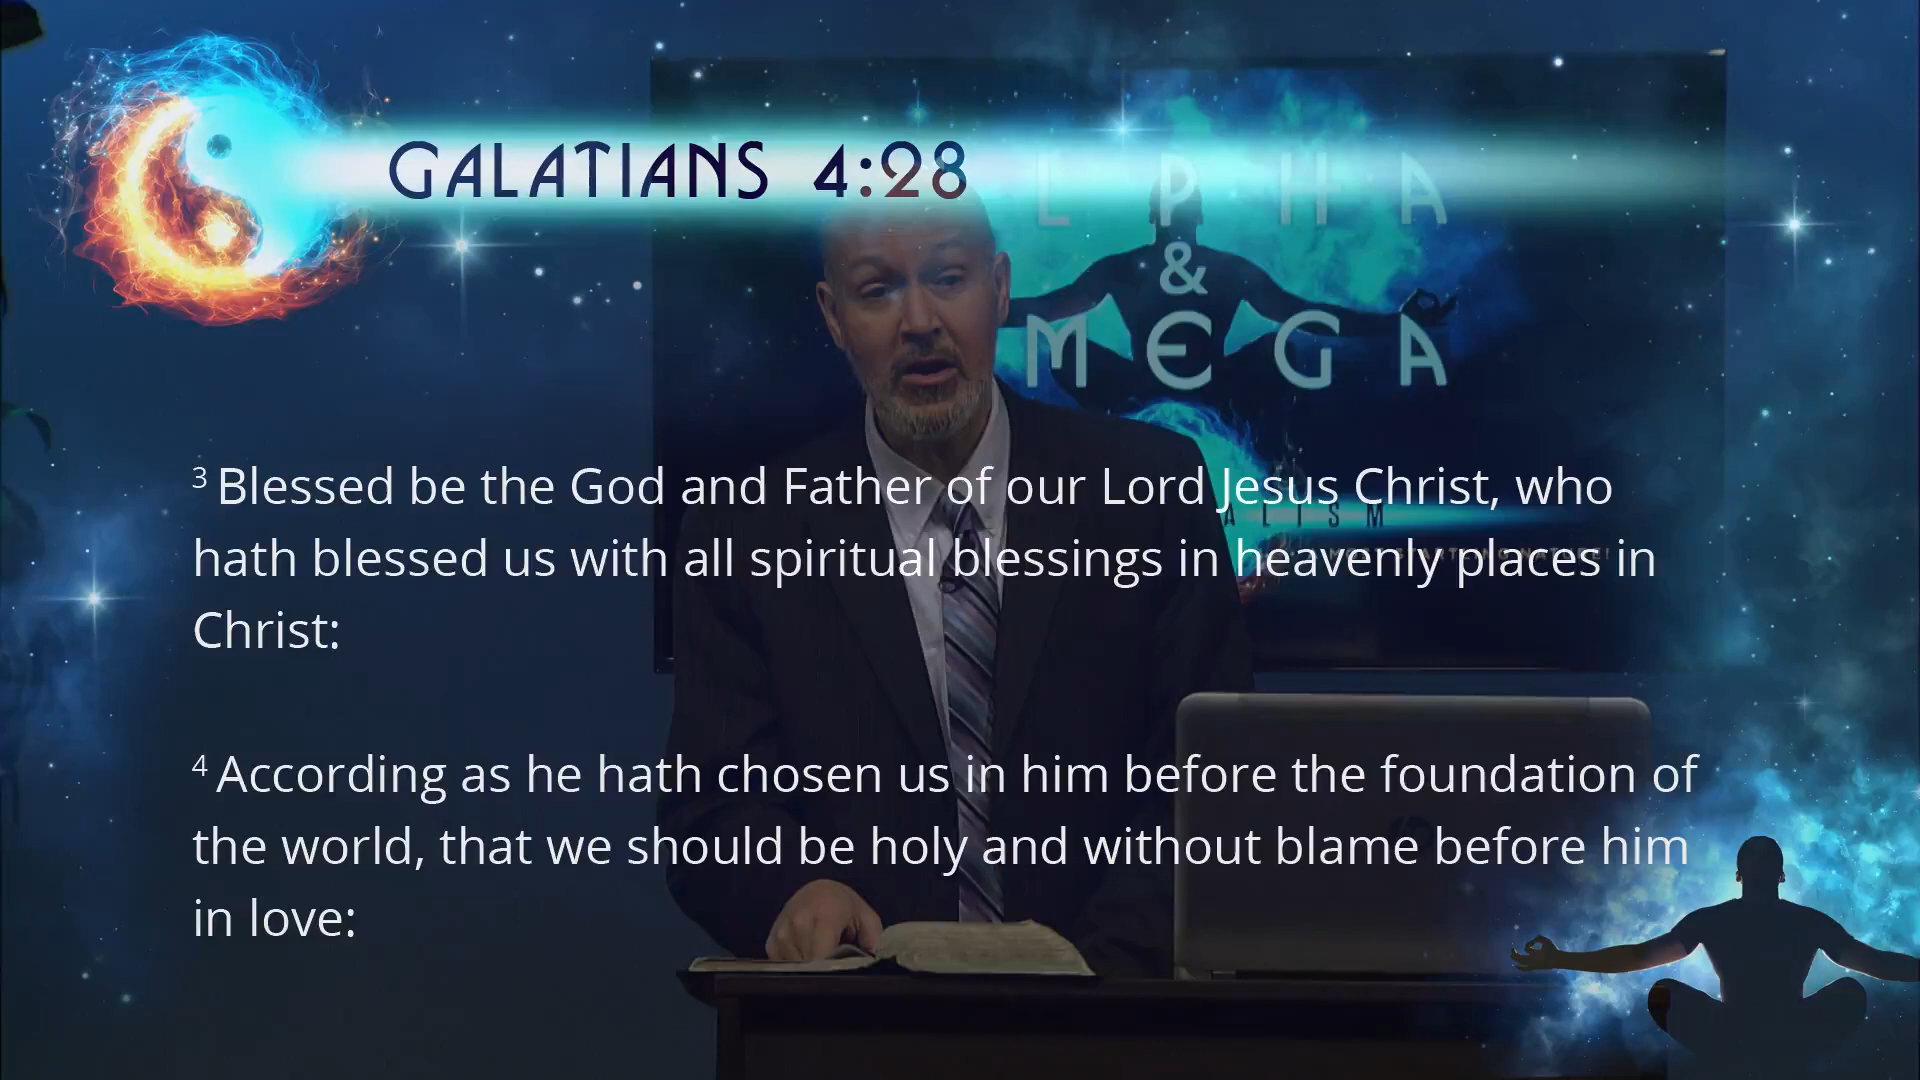 GALATIANS 4:28
L P H A
&
M E G A
3 Blessed be the God and Father of our Lord Jesus Christ, who
A L I S M
hath blessed us with all spiritual blessings in heavenly places in
Christ:
4 According as he hath chosen us in him before the foundation of
the world, that we should be holy and without blame before him
in love: